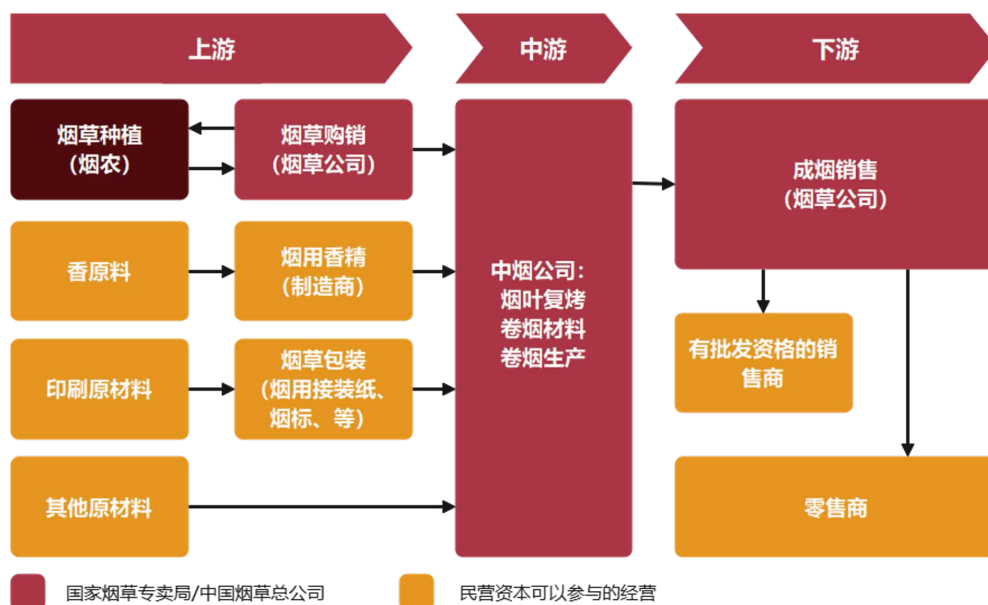 上游
中游
下游
烟草种植
（烟农）
烟草购销
（烟草公司）
香原料
烟用香精
（制造商）
印刷原材料
烟草包装
（烟用接装纸、
烟标、等）
其他原材料
中烟公司：
烟叶复烤
卷烟材料
卷烟生产
成烟销售
（烟草公司）
有批发资格的销
售商
零售商
国家烟草专卖局/中国烟草总公司
民营资本可以参与的经营